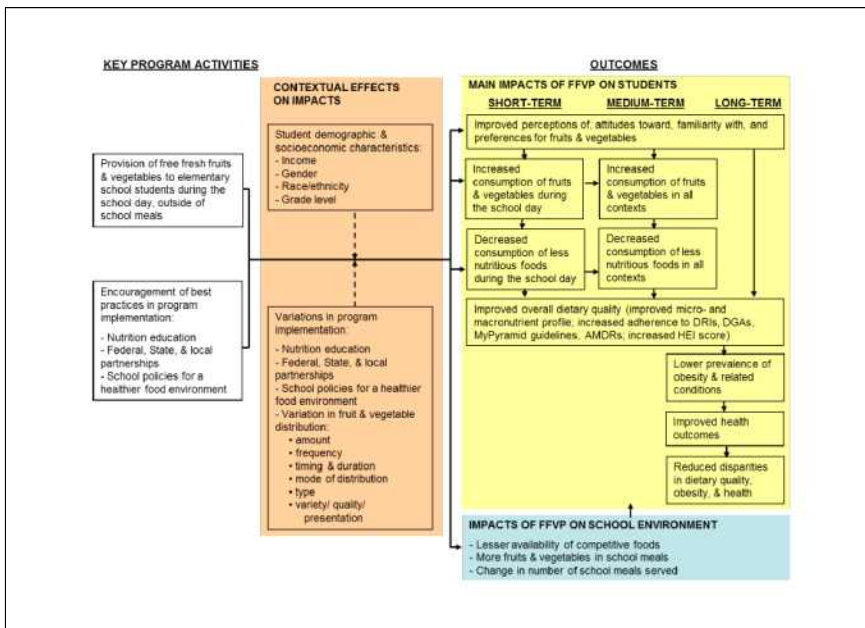 KEY PROGRAM ACTIVITIES
Provision of free fresh fruits
& vegetables to elementary
school students during the
school day, outside of
school meals
Encouragement of best
practices in program
implementation:
- Nutrition education
- Federal, State, & local
partnerships
- School policies for a
healthier food environment
CONTEXTUAL EFFECTS
ON IMPACTS
Student demographic &
socioeconomic characteristics:
- Income
- Gender
- Race/ethnicity
- Grade level
Variations in program
implementation:
- Nutrition education
- Federal, State, & local
partnerships
- School policies for a healthier
food environment
- Variation in fruit & vegetable
distribution:
• amount
• frequency
• timing & duration
• mode of distribution
• type
• variety/ quality/
presentation
OUTCOMES
MAIN IMPACTS OF FFVP ON STUDENTS
SHORT-TERM MEDIUM-TERM LONG-TERM
Improved perceptions of, attitudes toward, familiarity with, and
preferences for fruits & vegetables
Increased
consumption of fruits
& vegetables during
the school day
Increased
consumption of fruits
& vegetables in all
contexts
Decreased
consumption of less
nutritious foods
during the school day
Decreased
consumption of less
nutritious foods in all
contexts
Improved overall dietary quality (improved micro- and
macronutrient profile; increased adherence to DRIs, DGAs,
MyPyramid guidelines, AMDRs; increased HEI score)
Lower prevalence of
obesity & related
conditions
Improved health
outcomes
Reduced disparities
in dietary quality,
obesity, & health
IMPACTS OF FFVP ON SCHOOL ENVIRONMENT
- Lesser availability of competitive foods
- More fruits & vegetables in school meals
- Change in number of school meals served